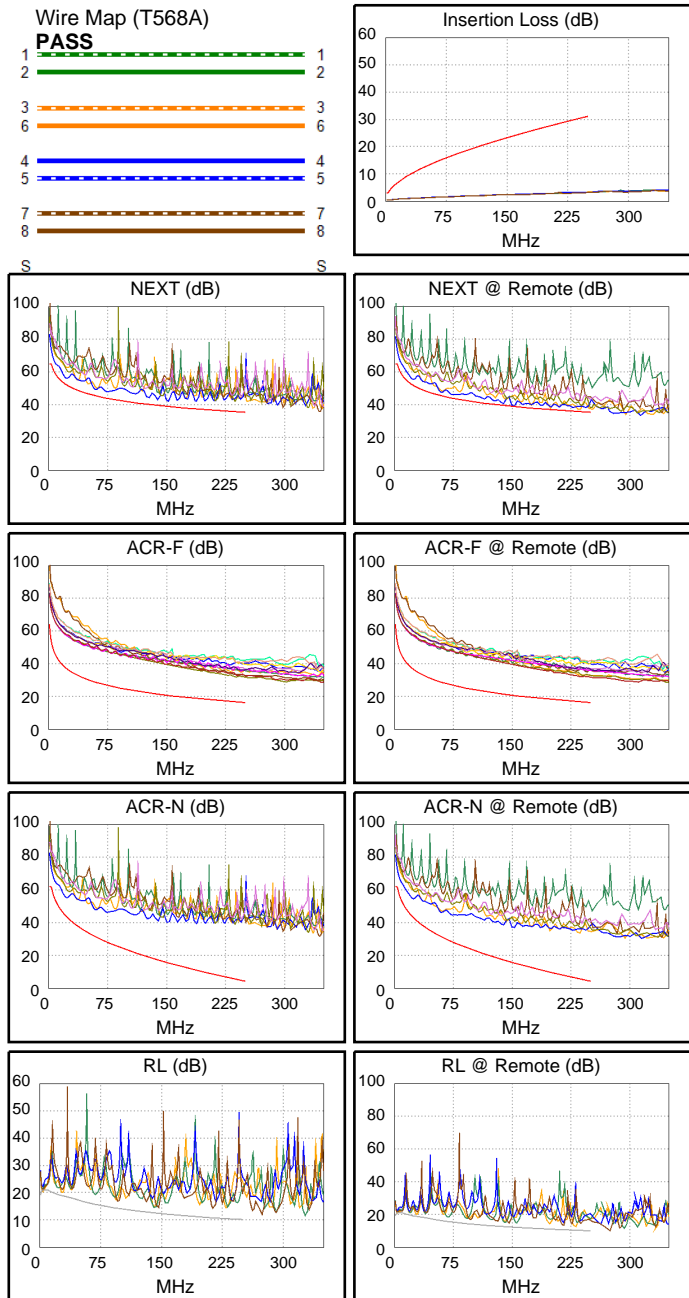 Wire Map (T568A)
PASS
1 1
2 2
3 3
6 6
4 4
5 5
7 7
8 8
S S
Insertion Loss (dB)
60
50
40
30
20
10
0
0 75 150 225 300
MHz
NEXT (dB)
100
80
60
40
20
0
0 75 150 225 300
MHz
NEXT @ Remote (dB)
100
80
60
40
20
0
0 75 150 225 300
MHz
ACR-F (dB)
100
80
60
40
20
0
0 75 150 225 300
MHz
ACR-F @ Remote (dB)
100
80
60
40
20
0
0 75 150 225 300
MHz
ACR-N (dB)
100
80
60
40
20
0
0 75 150 225 300
MHz
ACR-N @ Remote (dB)
100
80
60
40
20
0
0 75 150 225 300
MHz
RL (dB)
60
50
40
30
20
10
0
0 75 150 225 300
MHz
RL @ Remote (dB)
100
80
60
40
20
0
0 75 150 225 300
MHz